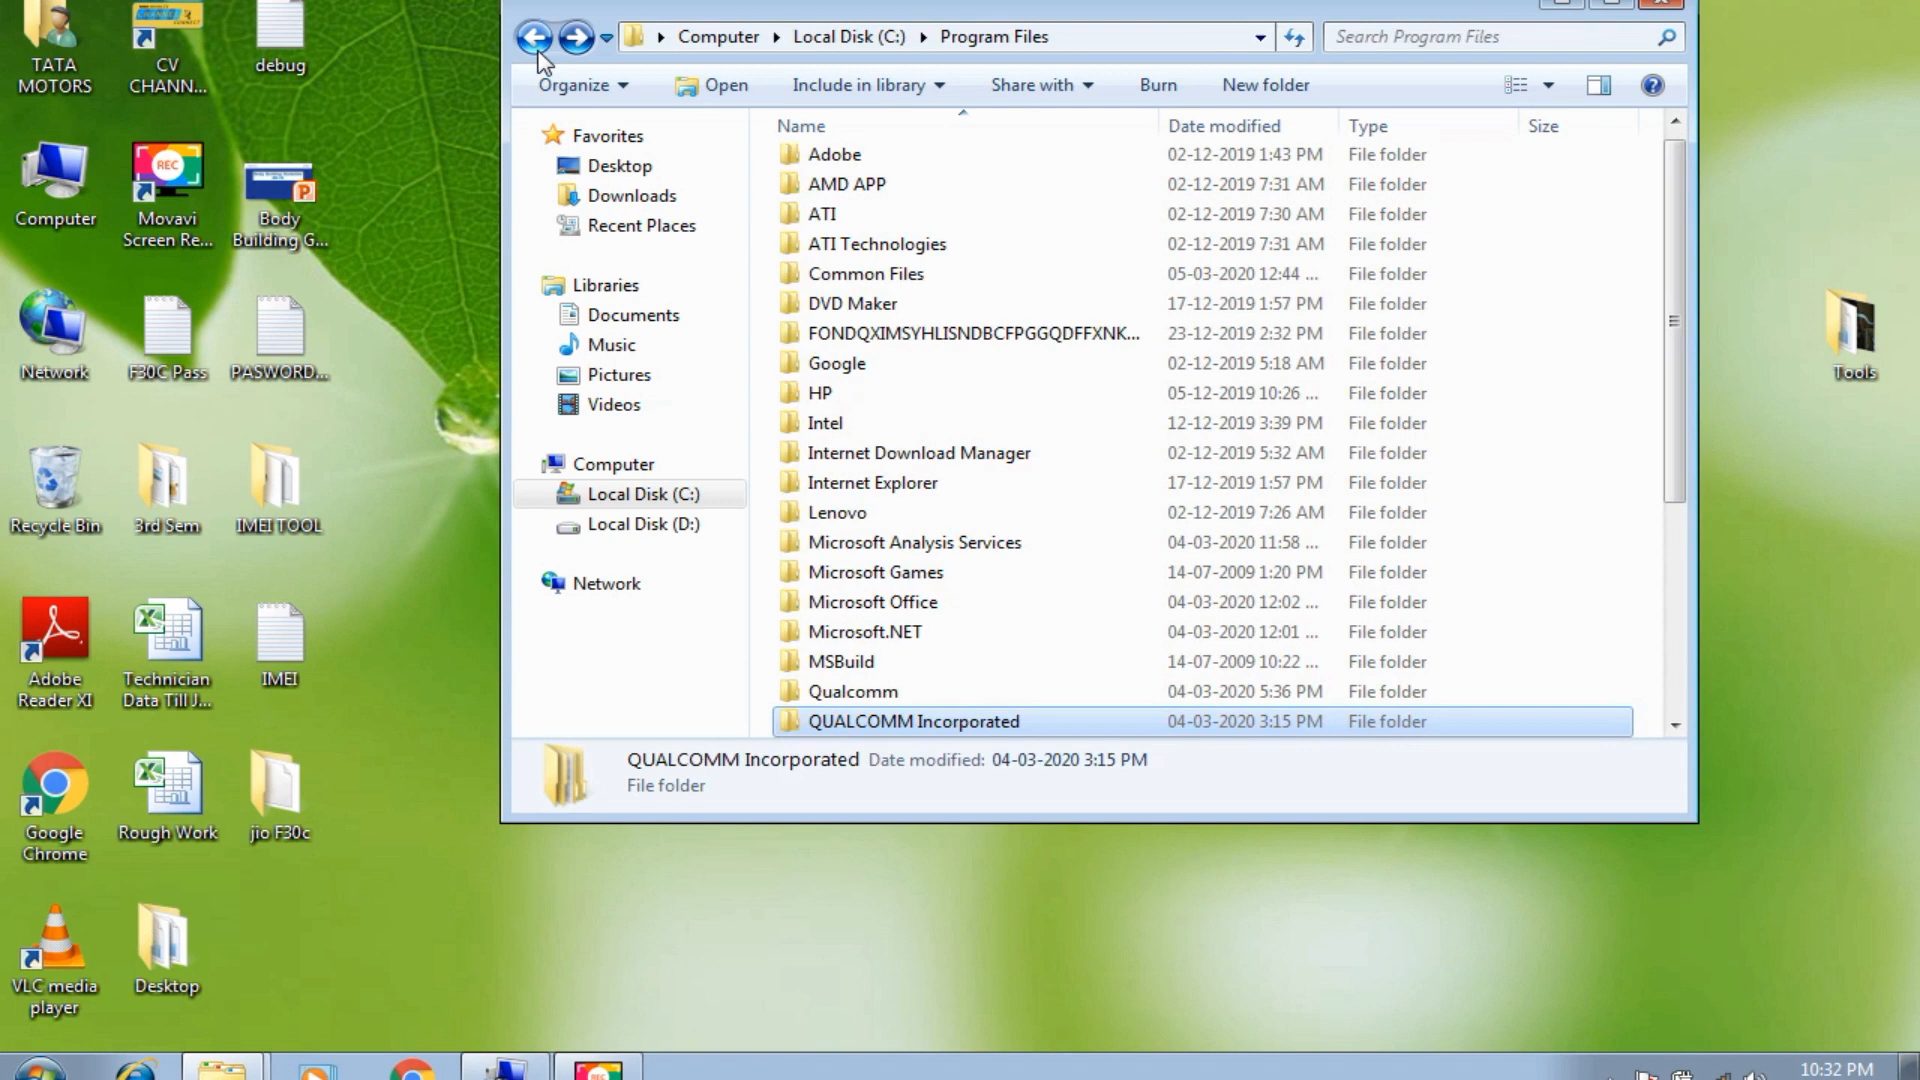 TATA
MOTORS
CV
CHANN...
debug
Computer
REC
Movavi
Screen Re...
Body
Building G...
Network
F30C Pass
PASWORD...
Recycle Bin
3rd Sem
IMEI TOOL
Adobe
Reader XI
Technician
Data Till J...
IMEI
Google
Chrome
Rough Work
jio F30c
VLC media
player
Desktop
Tools
Computer
Local Disk (C:)
Program Files
Search Program Files
Organize
Open
Include in library
Share with
Burn
New folder
Favorites
Desktop
Downloads
Recent Places
Libraries
Documents
Music
Pictures
Videos
Computer
Local Disk (C:)
Local Disk (D:)
Network
Name Date modified Type Size
Adobe 02-12-2019 1:43 PM File folder
AMD APP 02-12-2019 7:31 AM File folder
ATI 02-12-2019 7:30 AM File folder
ATI Technologies 02-12-2019 7:31 AM File folder
Common Files 05-03-2020 12:44 ... File folder
DVD Maker 17-12-2019 1:57 PM File folder
FONDQXIMSYHLISNDBCFPGGQDFFXNK... 23-12-2019 2:32 PM File folder
Google 02-12-2019 5:18 AM File folder
HP 05-12-2019 10:26 ... File folder
Intel 12-12-2019 3:39 PM File folder
Internet Download Manager 02-12-2019 5:32 AM File folder
Internet Explorer 17-12-2019 1:57 PM File folder
Lenovo 02-12-2019 7:26 AM File folder
Microsoft Analysis Services 04-03-2020 11:58 ... File folder
Microsoft Games 14-07-2009 1:20 PM File folder
Microsoft Office 04-03-2020 12:02 ... File folder
Microsoft.NET 04-03-2020 12:01 ... File folder
MSBuild 14-07-2009 10:22 ... File folder
Qualcomm 04-03-2020 5:36 PM File folder
QUALCOMM Incorporated 04-03-2020 3:15 PM File folder
QUALCOMM Incorporated Date modified: 04-03-2020 3:15 PM
File folder
REC
10:32 PM